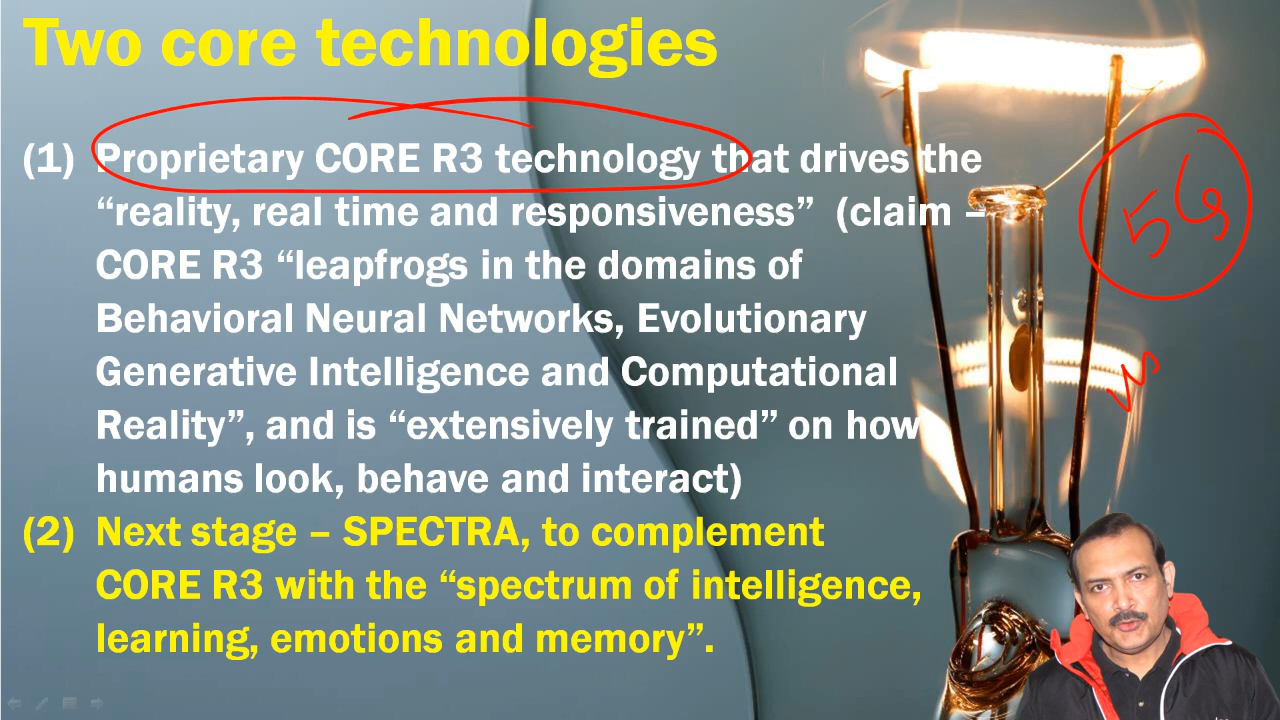 Two core technologies
(1) Proprietary CORE R3 technology that drives the
“reality, real time and responsiveness” (claim –
CORE R3 “leapfrogs in the domains of
Behavioral Neural Networks, Evolutionary
Generative Intelligence and Computational
Reality”, and is “extensively trained” on how
humans look, behave and interact)
(2) Next stage – SPECTRA, to complement
CORE R3 with the “spectrum of intelligence,
learning, emotions and memory”.
5G